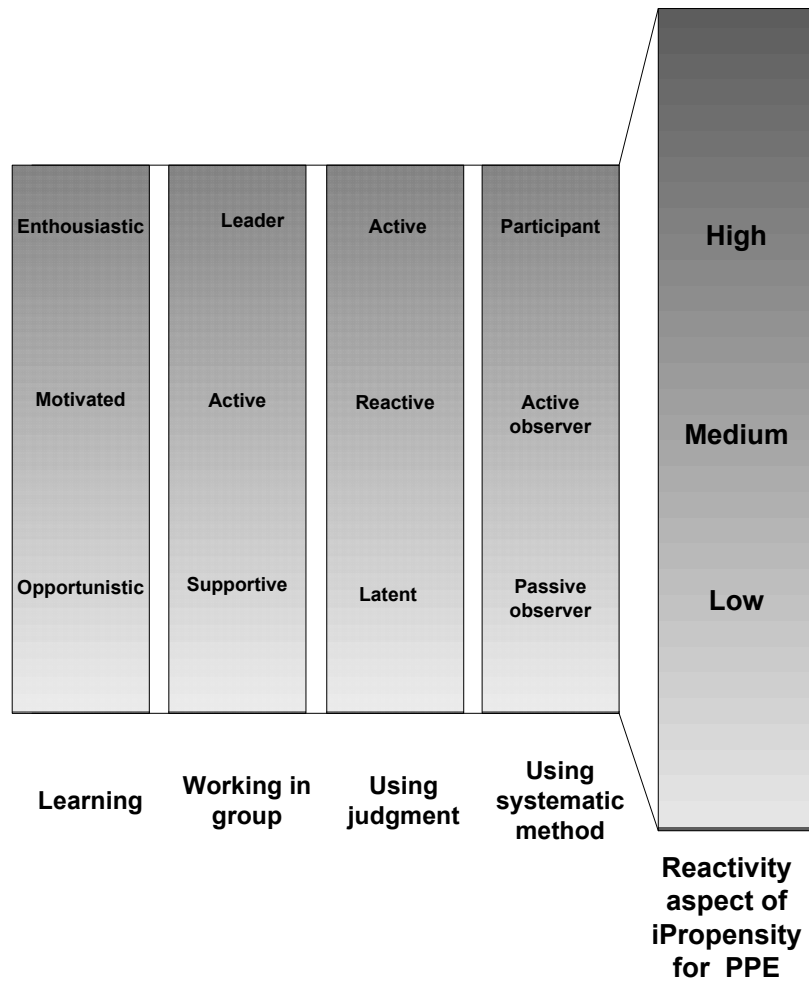 Enthousiastic
Leader
Active
Participant
High
Motivated
Active
Reactive
Active
observer
Medium
Opportunistic
Supportive
Latent
Passive
observer
Low
Learning
Working in
group
Using
judgment
Using
systematic
method
Reactivity
aspect of
iPropensity
for PPE